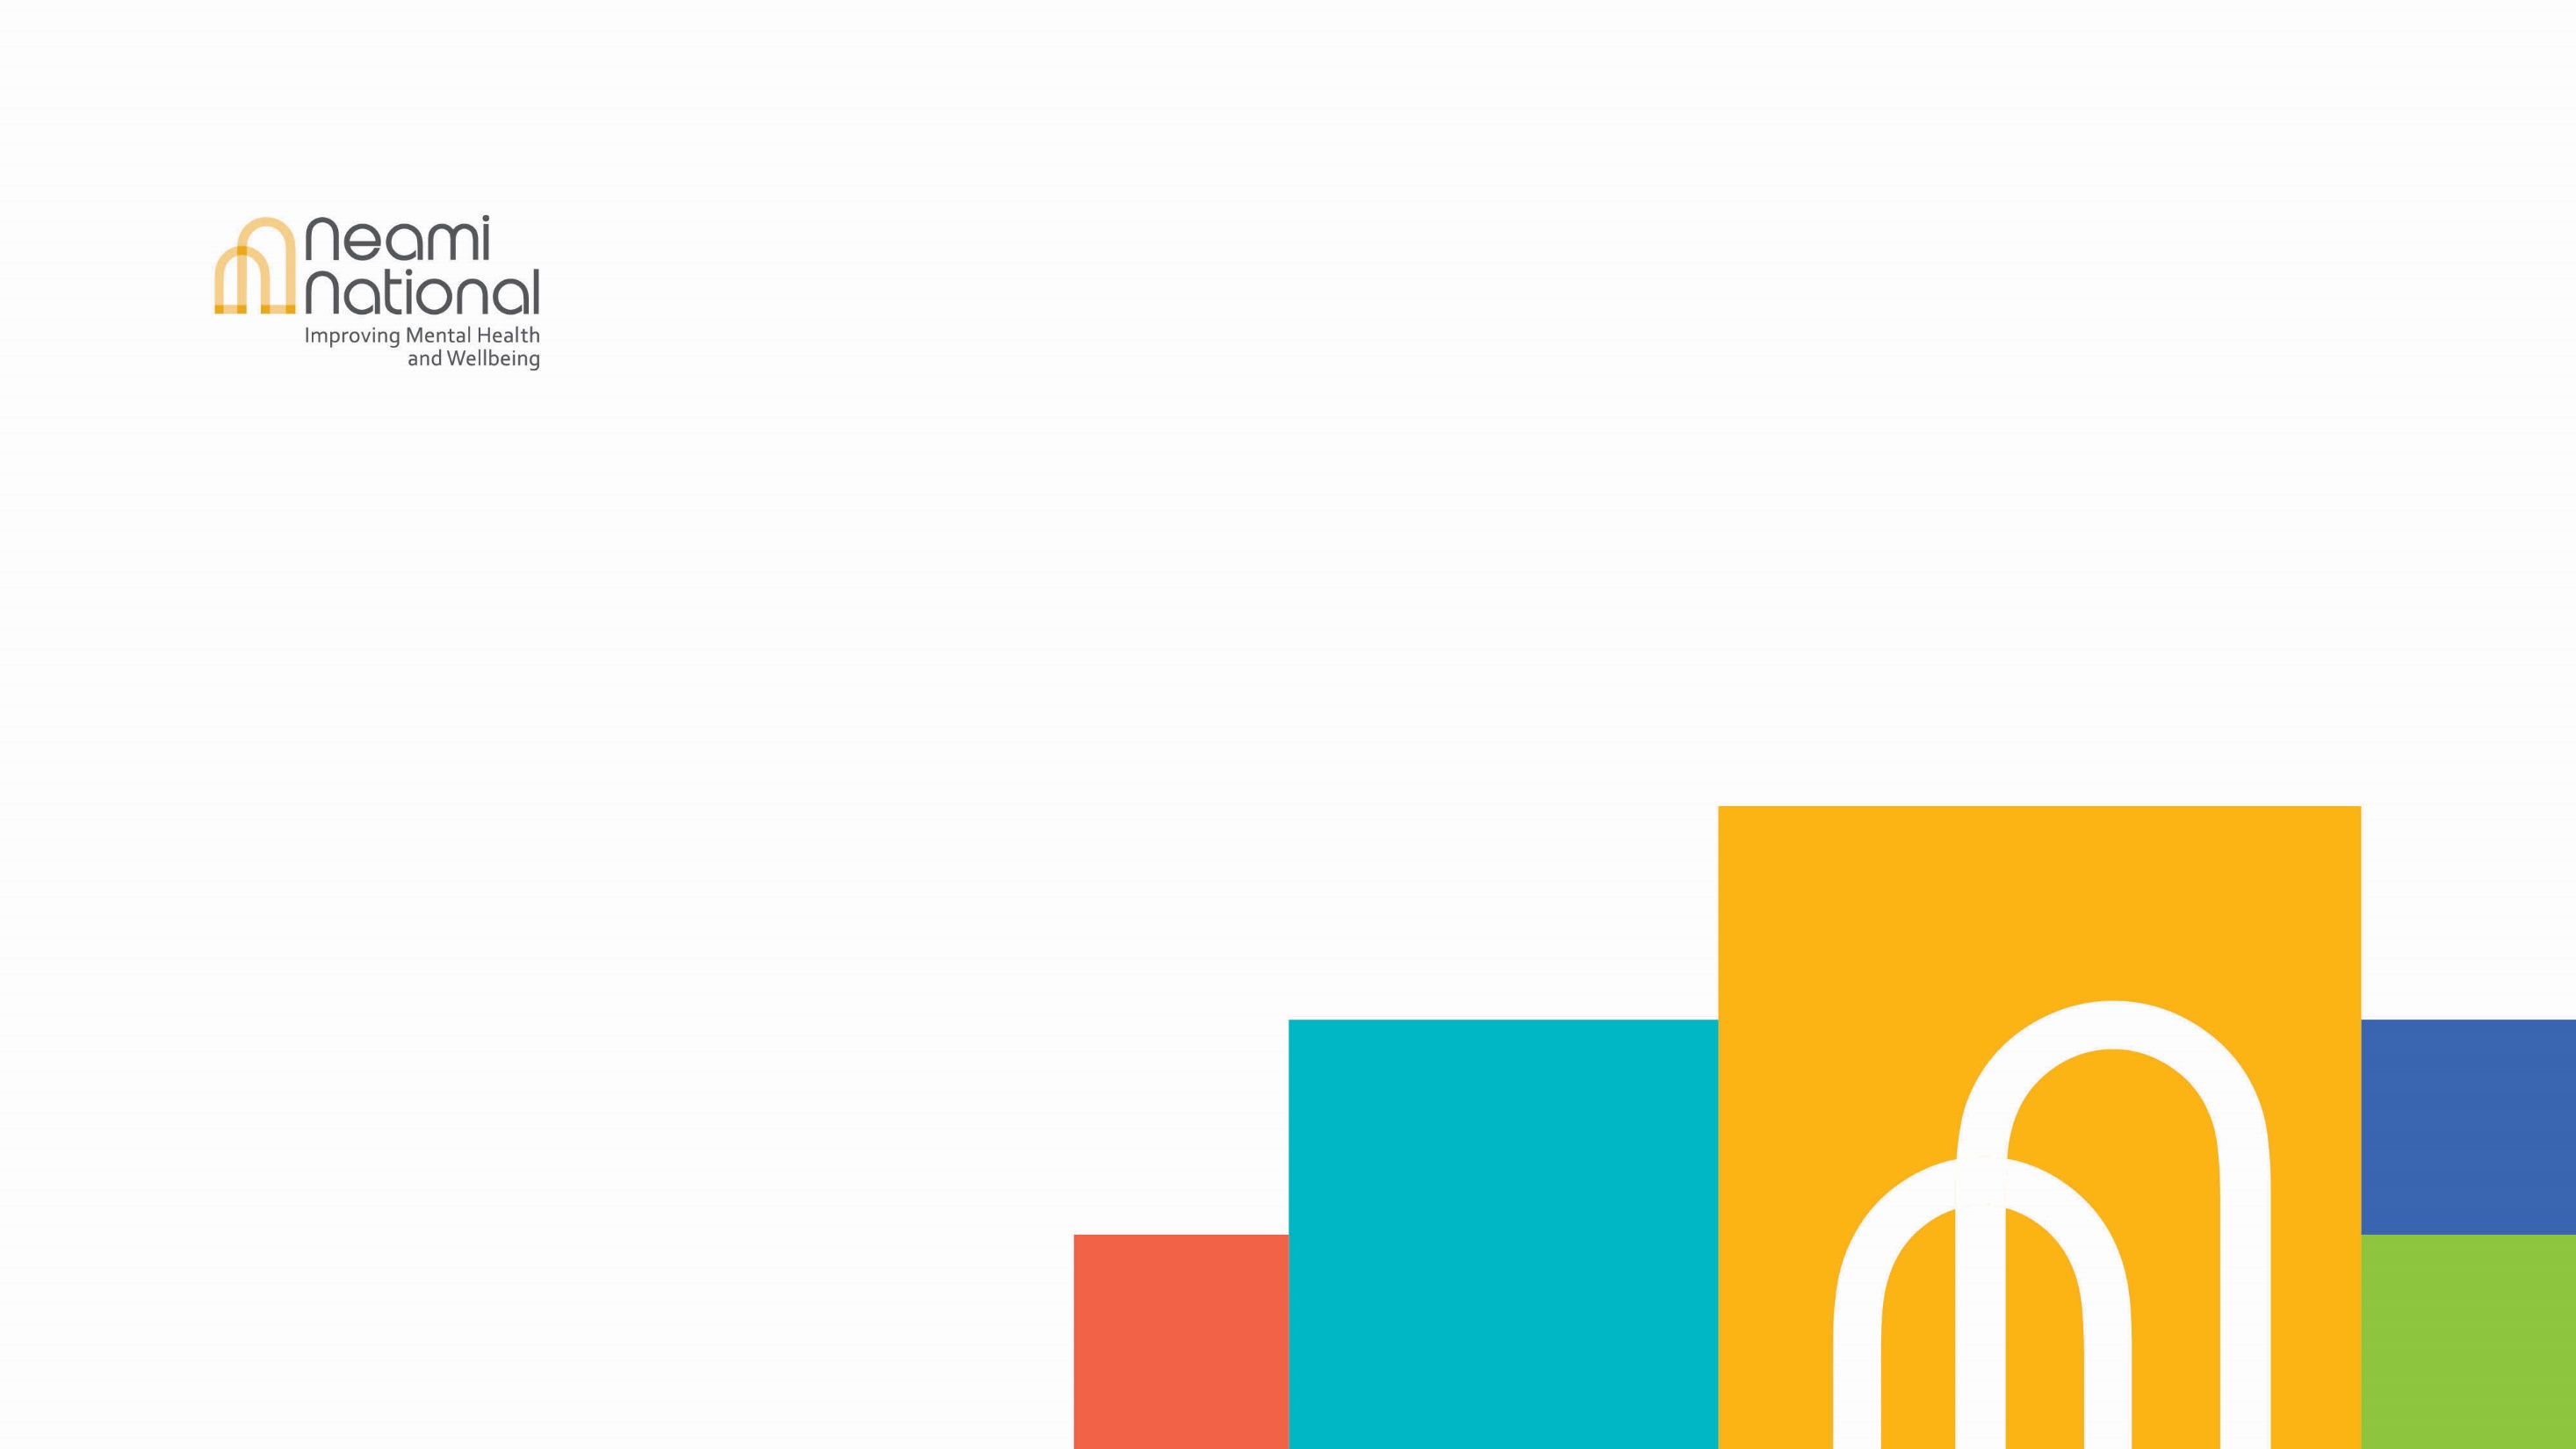 Neami
National
Improving Mental Health
and Wellbeing